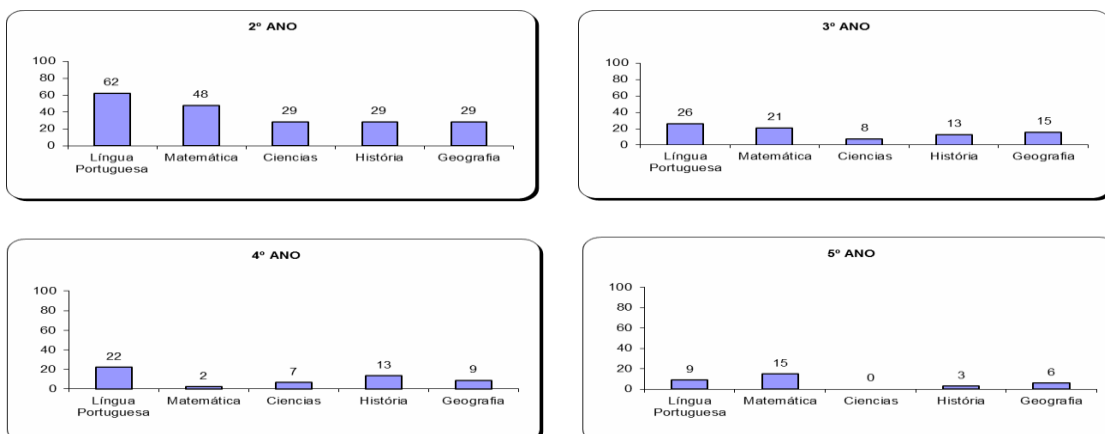 2º ANO
100
80
60
40
20
0
62
48
29
29
29
Língua
Portuguesa
Matemática
Ciencias
História
Geografia
3º ANO
100
80
60
40
20
0
26
21
8
13
15
Língua
Portuguesa
Matemática
Ciencias
História
Geografia
4º ANO
100
80
60
40
20
0
22
2
7
13
9
Língua
Portuguesa
Matemática
Ciencias
História
Geografia
5º ANO
100
80
60
40
20
0
9
15
0
3
6
Língua
Portuguesa
Matemática
Ciencias
História
Geografia